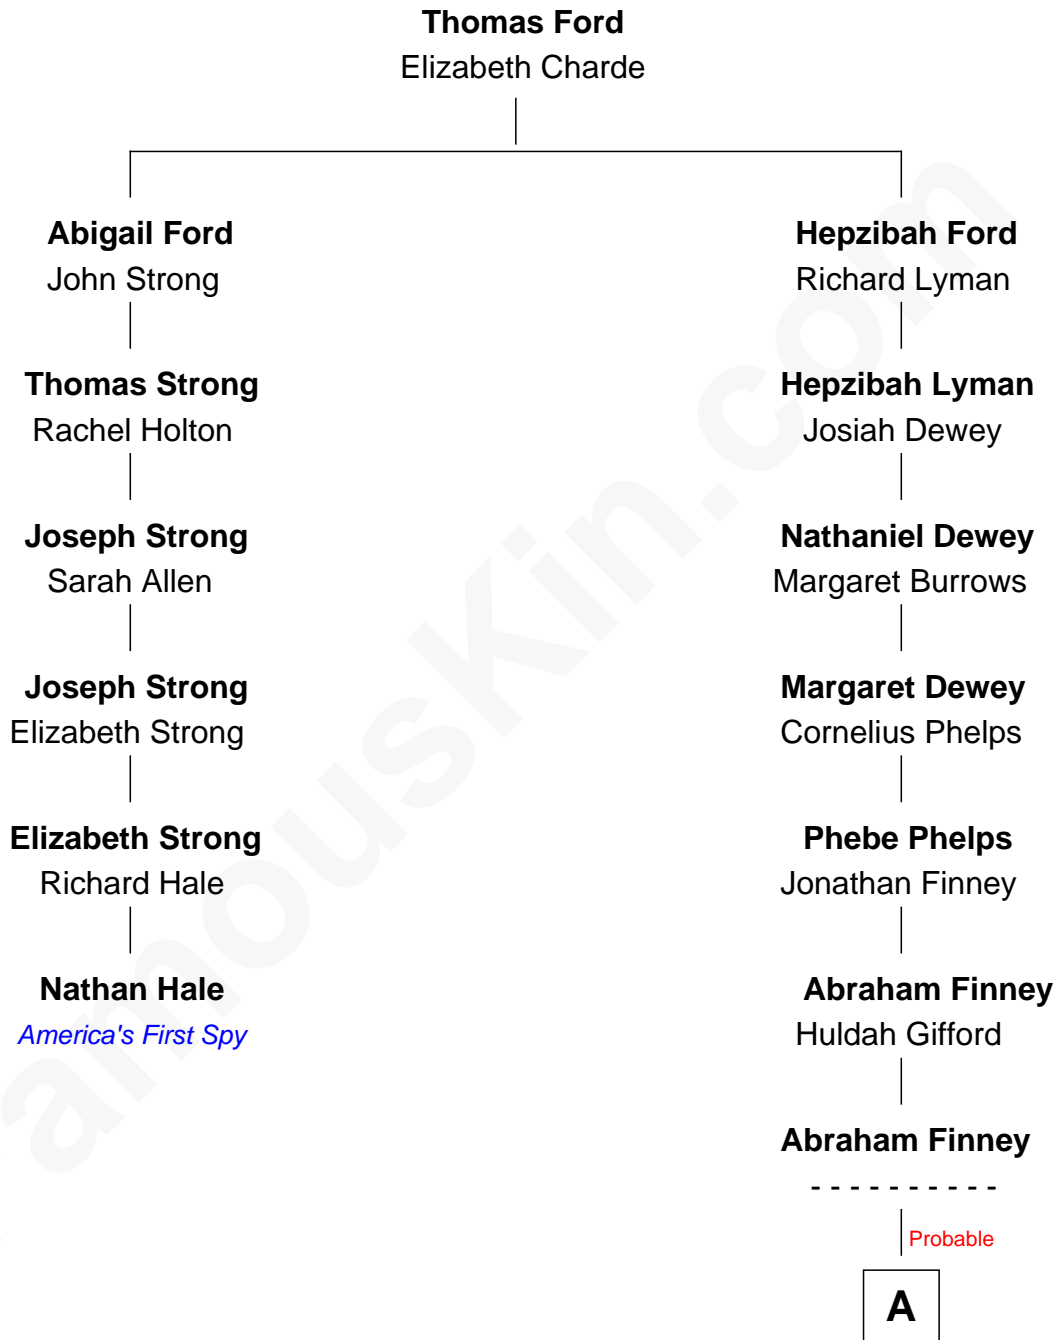 Thomas Ford
Elizabeth Charde
Abigail Ford
John Strong
Thomas Strong
Rachel Holton
Joseph Strong
Sarah Allen
Joseph Strong
Elizabeth Strong
Elizabeth Strong
Richard Hale
Nathan Hale
America's First Spy
Hepzibah Ford
Richard Lyman
Hepzibah Lyman
Josiah Dewey
Nathaniel Dewey
Margaret Burrows
Margaret Dewey
Cornelius Phelps
Phebe Phelps
Jonathan Finney
Abraham Finney
Huldah Gifford
Abraham Finney
- - - - - - - - - -
Probable
A
amouskin.com